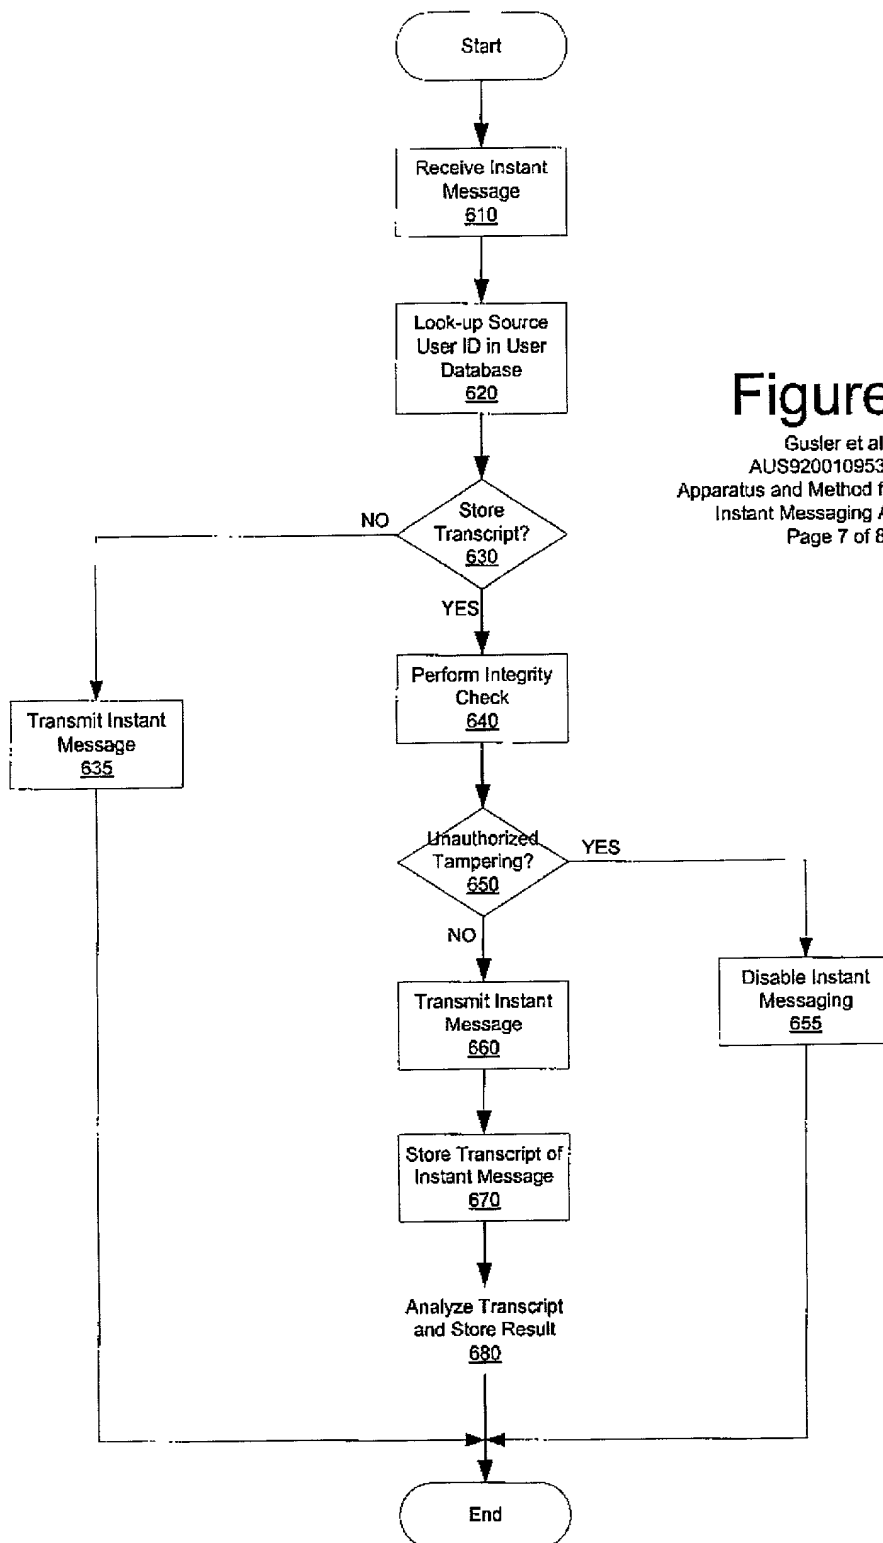 Start
Receive Instant
Message
610
Look-up Source
User ID in User
Database
620
Figure
Gusler et al
AUS920010953
Apparatus and Method f
Instant Messaging A
Page 7 of 8
Store
Transcript?
630
NO
YES
Perform Integrity
Check
640
Transmit Instant
Message
635
Unauthorized
Tampering?
650
YES
NO
Disable Instant
Messaging
655
Transmit Instant
Message
660
Store Transcript of
Instant Message
670
Analyze Transcript
and Store Result
680
End